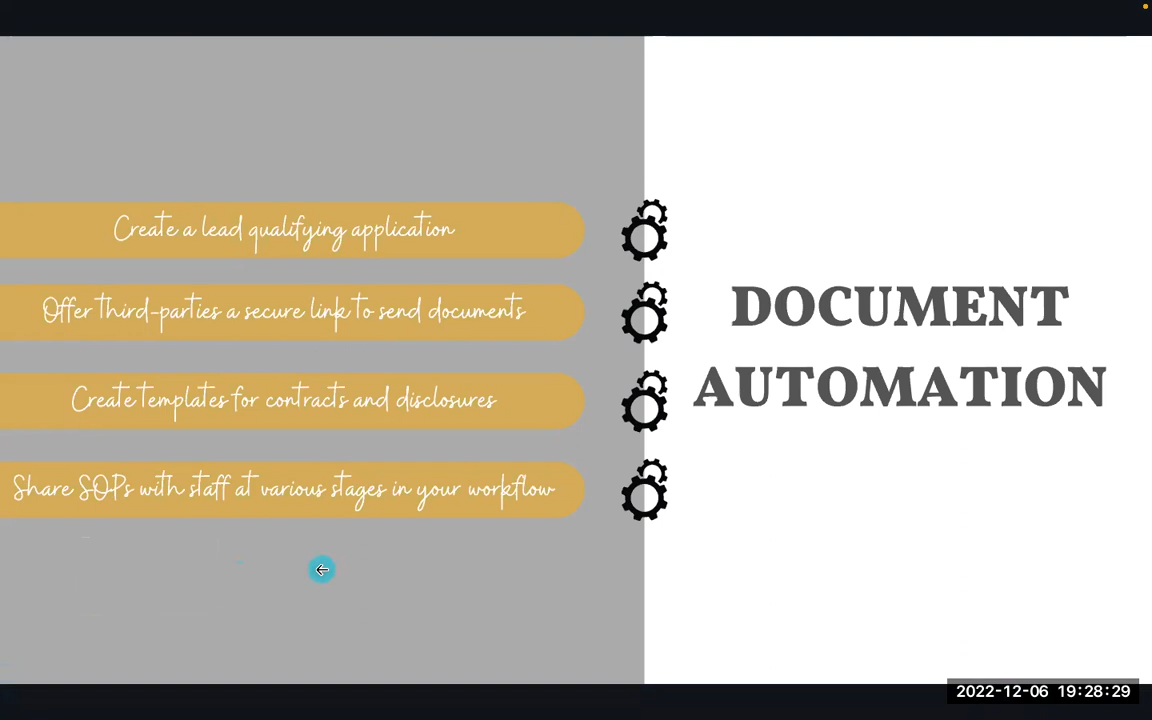 Create a lead qualifying application
Offer third-parties a secure link to send documents
Create templates for contracts and disclosures
Share SOPs with staff at various stages in your workflow
DOCUMENT
AUTOMATION
2022-12-06 19:28:29